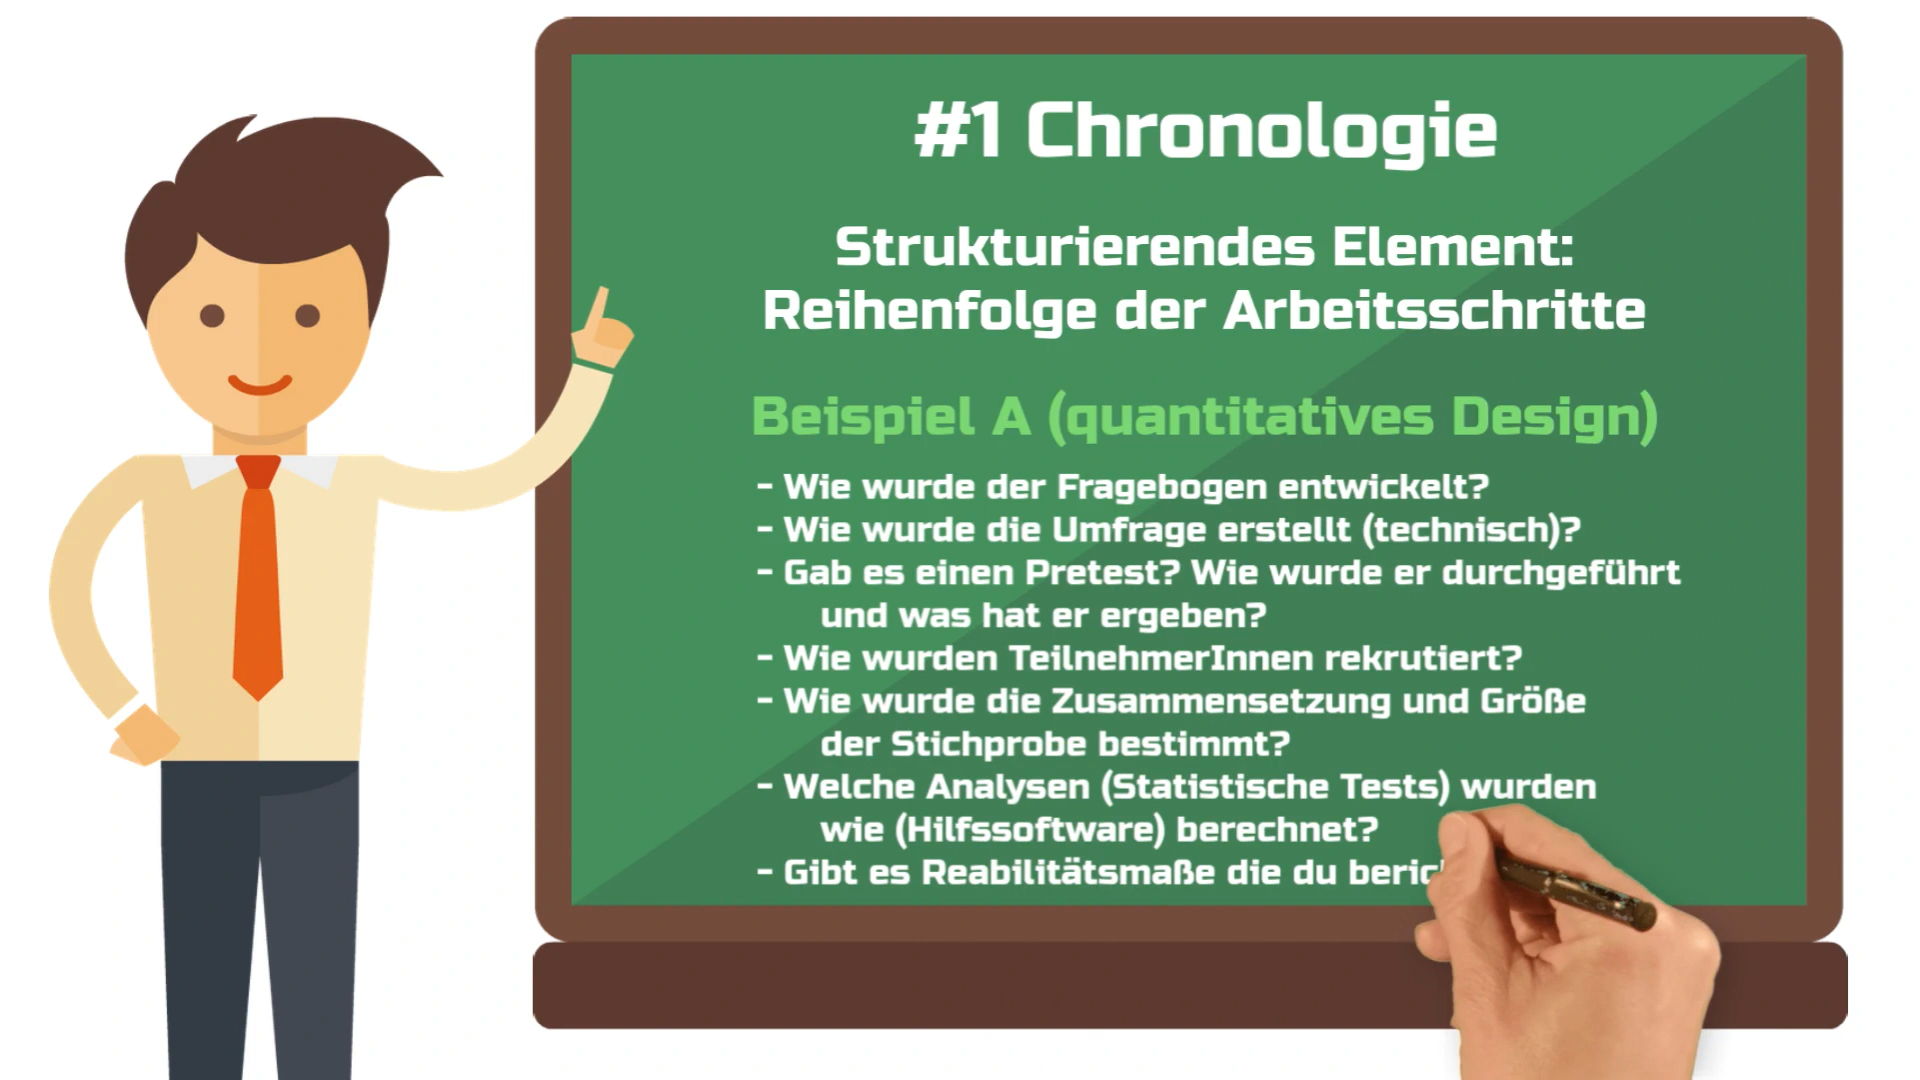 #1 Chronologie
Strukturierendes Element:
Reihenfolge der Arbeitsschritte
Beispiel A (quantitatives Design)
- Wie wurde der Fragebogen entwickelt?
- Wie wurde die Umfrage erstellt (technisch)?
- Gab es einen Pretest? Wie wurde er durchgeführt
und was hat er ergeben?
- Wie wurden TeilnehmerInnen rekrutiert?
- Wie wurde die Zusammensetzung und Größe
der Stichprobe bestimmt?
- Welche Analysen (Statistische Tests) wurden
wie (Hilfssoftware) berechnet?
- Gibt es Reabilitätsmaße die du